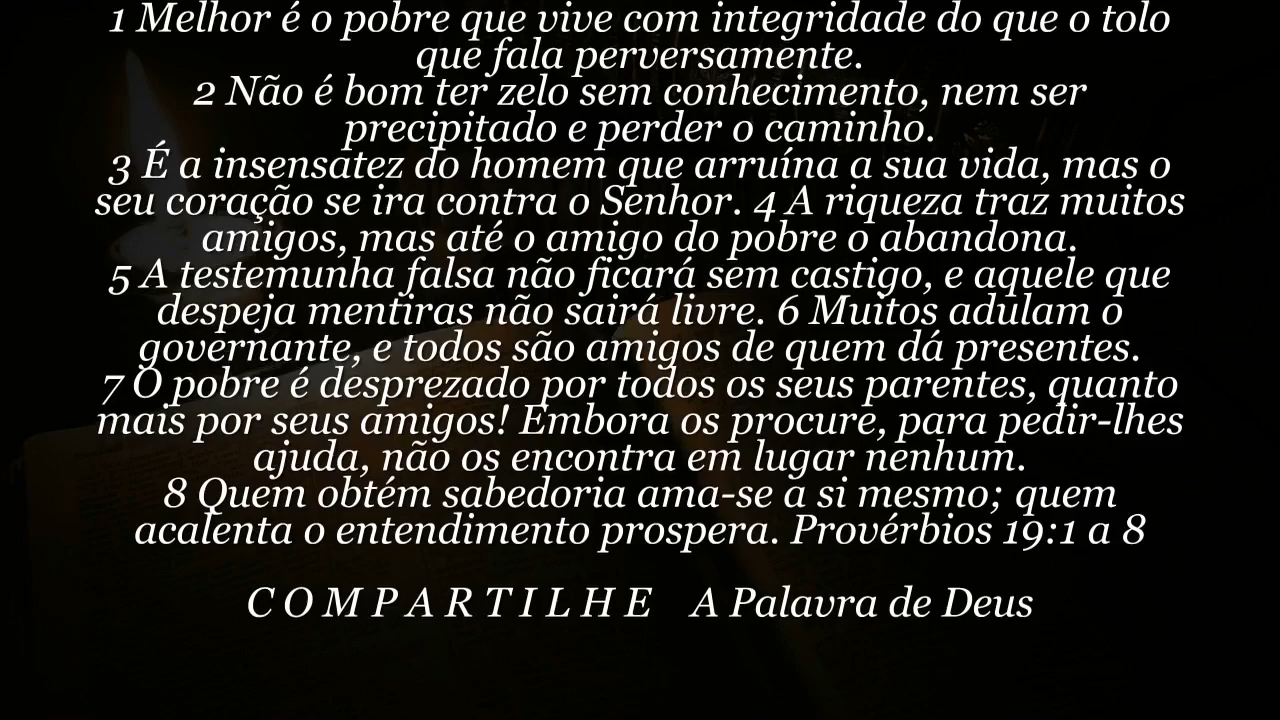 1 Melhor é o pobre que vive com integridade do que o tolo
que fala perversamente.
2 Não é bom ter zelo sem conhecimento, nem ser
precipitado e perder o caminho.
3 É a insensatez do homem que arruína a sua vida, mas o
seu coração se ira contra o Senhor. 4 A riqueza traz muitos
amigos, mas até o amigo do pobre o abandona.
5 A testemunha falsa não ficará sem castigo, e aquele que
despeja mentiras não sairá livre. 6 Muitos adulam o
governante, e todos são amigos de quem dá presentes.
7 O pobre é desprezado por todos os seus parentes, quanto
mais por seus amigos! Embora os procure, para pedir-lhes
ajuda, não os encontra em lugar nenhum.
8 Quem obtém sabedoria ama-se a si mesmo; quem
acalenta o entendimento prospera. Provérbios 19:1 a 8
C O M P A R T I L H E A Palavra de Deus